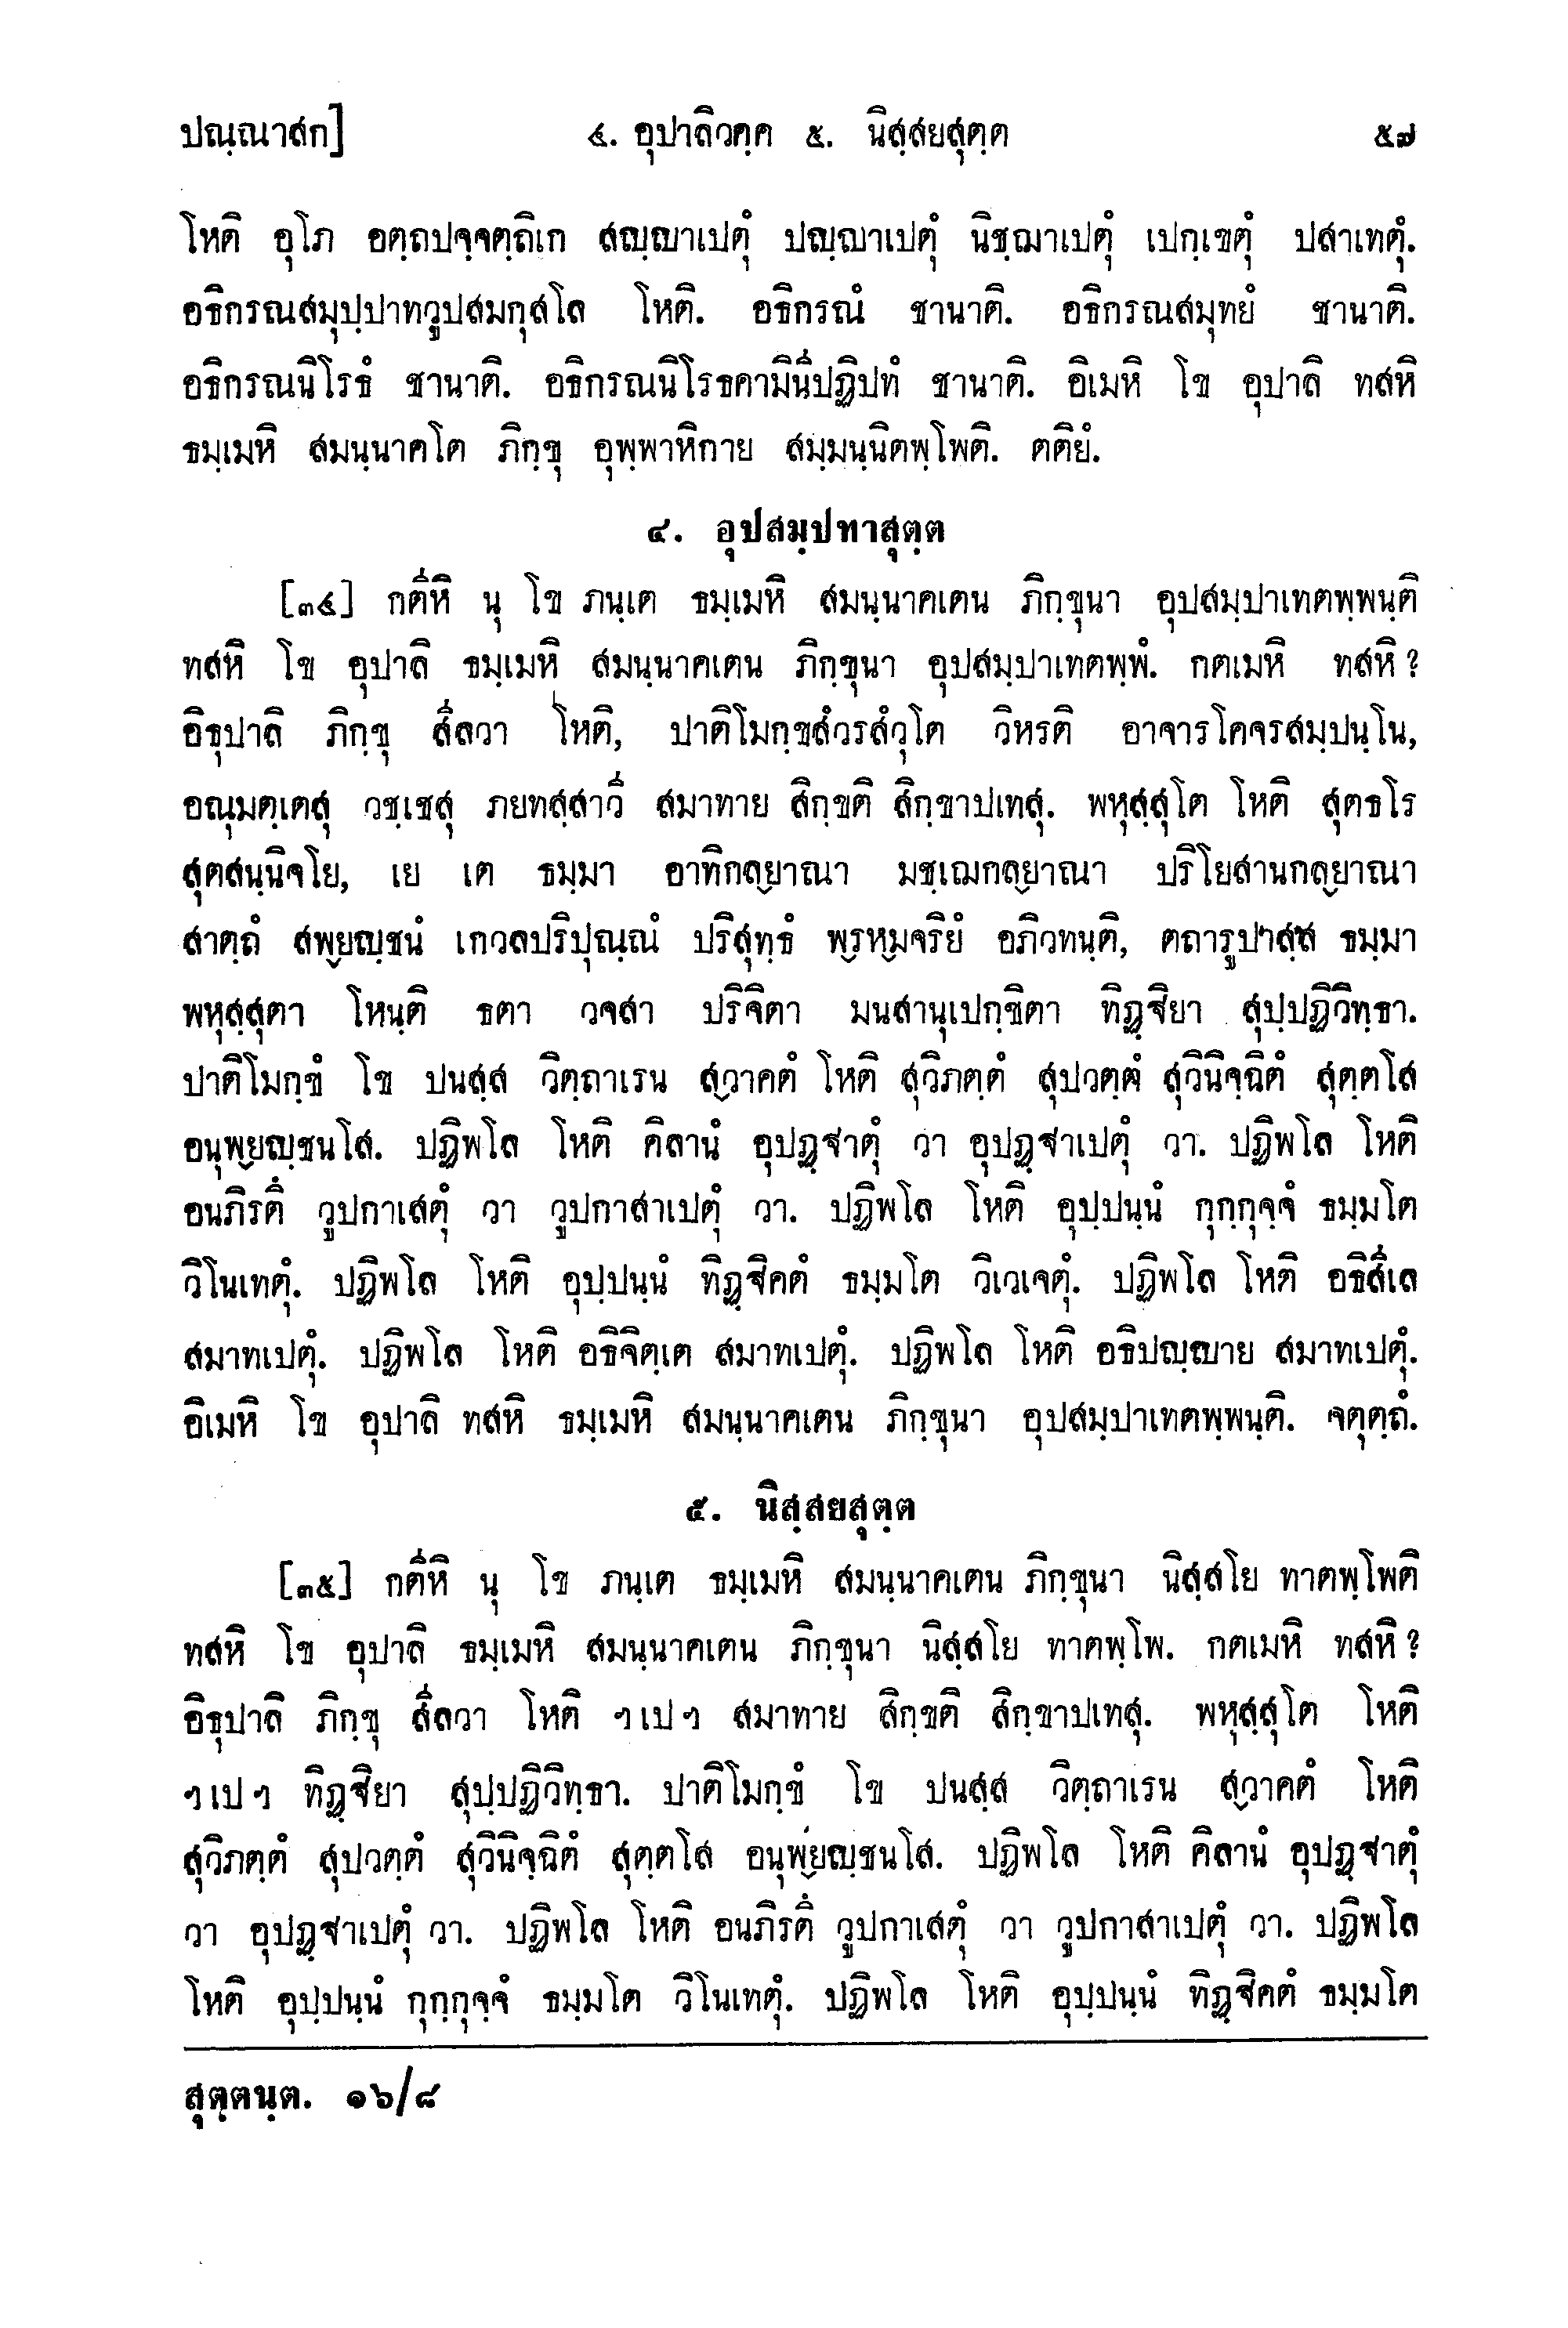 ปณฺณาสก]	๔. อุปาลิวคฺค ๕. นิสฺสยสุตฺต	๕๗
โหติ อุโภ อตฺถปจฺจตฺถิเก สญฺญาเปตุํ ปญฺญาเปตุํ นิชฺฌาเปตุํ เปกฺเขตุํ ปสาเทตุํ.
อธิกรณสมุปฺปาทวูปสมกุสโล โหติ. อธิกรณํ ชานาติ. อธิกรณสมุทยํ ชานาติ.
อธิกรณนิโรธํ ชานาติ. อธิกรณนิโรธคามินึปฏิปทํ ชานาติ. อิเมหิ โข อุปาลิ ทสหิ
ธมฺเมหิ สมนฺนาคโต ภิกฺขุ อุพฺพาหิกาย สมฺมนฺนิตพฺโพติ. ตติยํ.
๔. อุปสมฺปทาสุตฺต
[๓๔] กตีหิ นุ โข ภนฺเต ธมฺเมหิ สมนฺนาคเตน ภิกฺขุนา อุปสมฺปาเทตพฺพนฺติ
ทสหิ โข อุปาลิ ธมฺเมหิ สมนฺนาคเตน ภิกฺขุนา อุปสมฺปาเทตพฺพํ. กตเมหิ ทสหิ?
อิธุปาลิ ภิกฺขุ สีลวา โหติ, ปาติโมกฺขสํวรสํวุโต วิหรติ อาจารโคจรสมฺปนฺโน,
อณุมตฺเตสุ วชฺเชสุ ภยทสฺสาวี สมาทาย สิกฺขติ สิกฺขาปเทสุ. พหุสฺสุโต โหติ สุตธโร
สุตสนฺนิจโย, เย เต ธมฺมา อาทิกลฺยาณา มชฺเฌกลฺยาณา ปริโยสานกลฺยาณา
สาตฺถํ สพฺยญฺชนํ เกวลปริปุณฺณํ ปริสุทฺธํ พฺรหฺมจริยํ อภิวทนฺติ, ตถารูปาสฺส ธมฺมา
พหุสฺสุตา โหนฺติ ธตา วจสา ปริจิตา มนสานุเปกฺขิตา ทิฏฺฐิยา สุปฺปฏิวิทฺธา.
ปาติโมกฺขํ โข ปนสฺส วิตฺถาเรน สฺวาคตํ โหติ สุวิภตฺตํ สุปวตฺตํ สุวินิจฺฉิตํ สุตฺตโส
อนุพฺยญฺชนโส. ปฏิพโล โหติ คิลานํ อุปฏฺฐาตุํ วา อุปฏฺฐาเปตุํ วา. ปฏิพโล โหติ
อนภิรตึ วูปกาเสตุํ วา วูปกาสาเปตุํ วา. ปฏิพโล โหติ อุปฺปนฺนํ กุกฺกุจฺจํ ธมฺมโต
วิโนเทตุํ. ปฏิพโล โหติ อุปฺปนฺนํ ทิฏฺฐิคตํ ธมฺมโต วิเวเจตุํ. ปฏิพโล โหติ อธิสีเล
สมาทเปตุํ. ปฏิพโล โหติ อธิจิตฺเต สมาทเปตุํ. ปฏิพโล โหติ อธิปญฺญาย สมาทเปตุํ.
อิเมหิ โข อุปาลิ ทสหิ ธมฺเมหิ สมนฺนาคเตน ภิกฺขุนา อุปสมฺปาเทตพฺพนฺติ. จตุตฺถํ.
๕. นิสฺสยสุตฺต
[๓๕] กตีหิ นุ โข ภนฺเต ธมฺเมหิ สมนฺนาคเตน ภิกฺขุนา นิสฺสโย ทาตพฺโพติ
ทสหิ โข อุปาลิ ธมฺเมหิ สมนฺนาคเตน ภิกฺขุนา นิสฺสโย ทาตพฺโพ. กตเมหิ ทสหิ?
อิธุปาลิ ภิกฺขุ สีลวา โหติ ฯเปฯ สมาทาย สิกฺขติ สิกฺขาปเทสุ. พหุสฺสุโต โหติ
ฯเปฯ ทิฏฺฐิยา สุปฺปฏิวิทฺธา. ปาติโมกฺขํ โข ปนสฺส วิตฺถาเรน สฺวาคตํ โหติ
สุวิภตฺตํ สุปวตฺตํ สุวินิจฺฉิตํ สุตฺตโส อนุพฺยญฺชนโส. ปฏิพโล โหติ คิลานํ อุปฏฺฐาตุํ
วา อุปฏฺฐาเปตุํ วา. ปฏิพโล โหติ อนภิรตึ วูปกาเสตุํ วา วูปกาสาเปตุํ วา. ปฏิพโล
โหติ อุปฺปนฺนํ กุกฺกุจฺจํ ธมฺมโต วิโนเทตุํ. ปฏิพโล โหติ อุปฺปนฺนํ ทิฏฺฐิคตํ ธมฺมโต
สุตฺตนฺต. ๑๖/๘